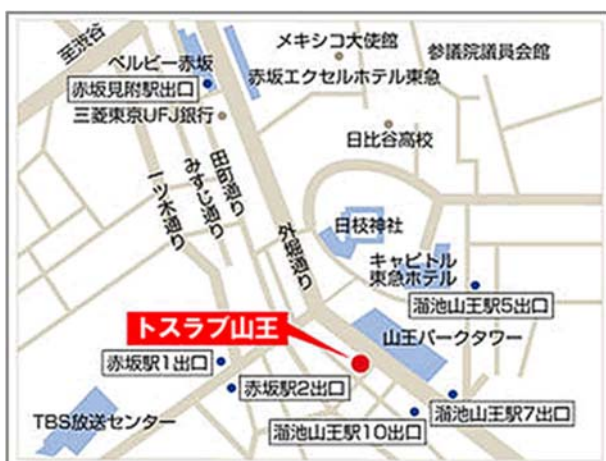 至渋谷
メキシコ大使館
参議院議員会館
ベルビー赤坂
赤坂エクセルホテル東急
赤坂見附駅出口
三菱東京UFJ銀行
日比谷高校
一ツ木通り
みすじ通り
田町通り
外堀通り
日枝神社
キャピトル
東急ホテル
溜池山王駅5出口
トスラブ山王
山王パークタワー
赤坂駅1出口
赤坂駅2出口
TBS放送センター
溜池山王駅7出口
溜池山王駅10出口